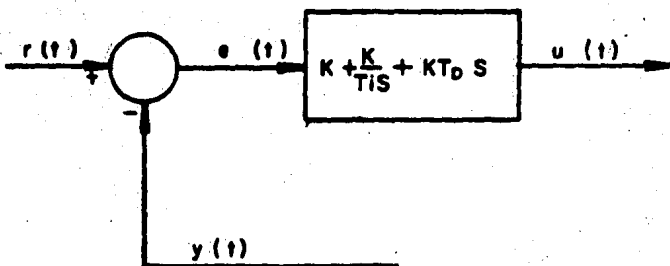 r(t) e (t) u (t)
+
K + K/TiS + KTD S
-
y(t)